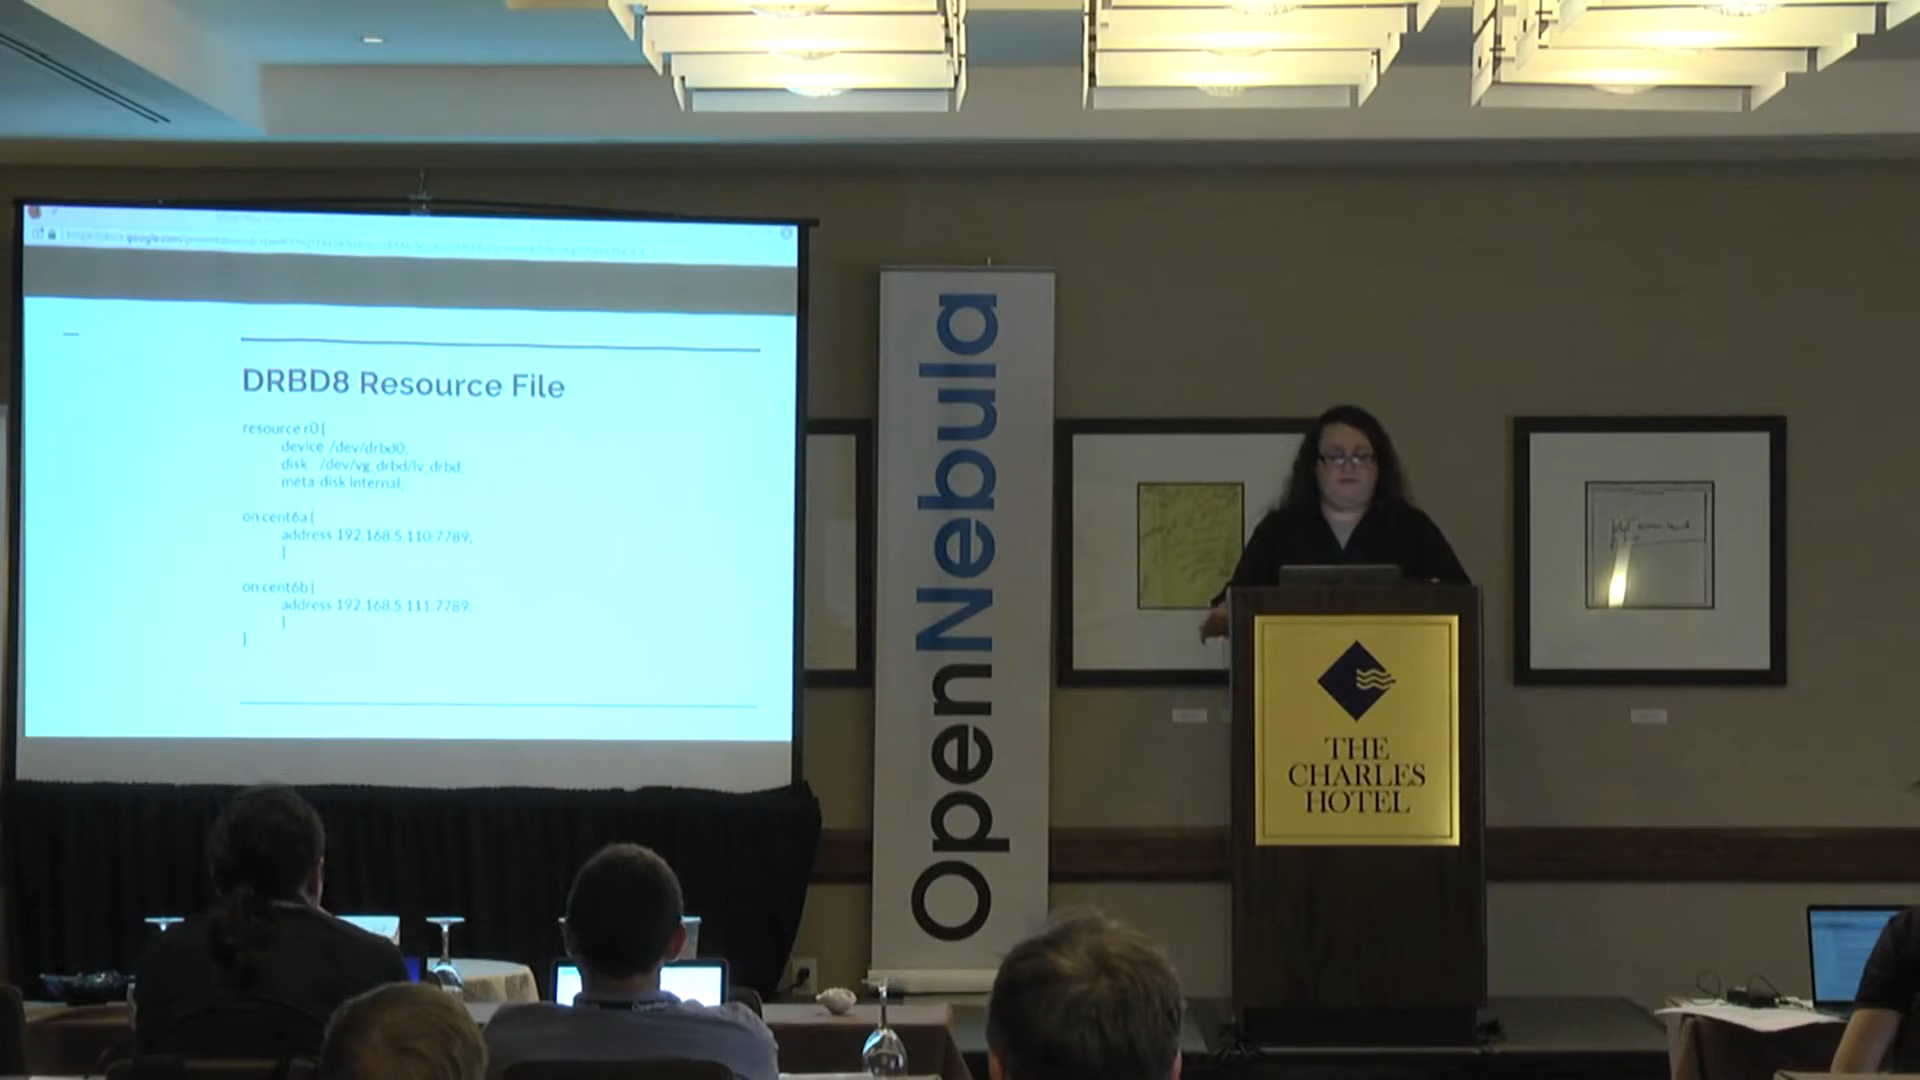 DRBD8 Resource File
resource r0 {
device /dev/drbd0;
disk /dev/vg_drbd/lv_drbd;
meta-disk internal;
on cent6a {
address 192.168.5.110:7789;
}
on cent6b {
address 192.168.5.111:7789;
}
}
OpenNebula
THE
CHARLES
HOTEL